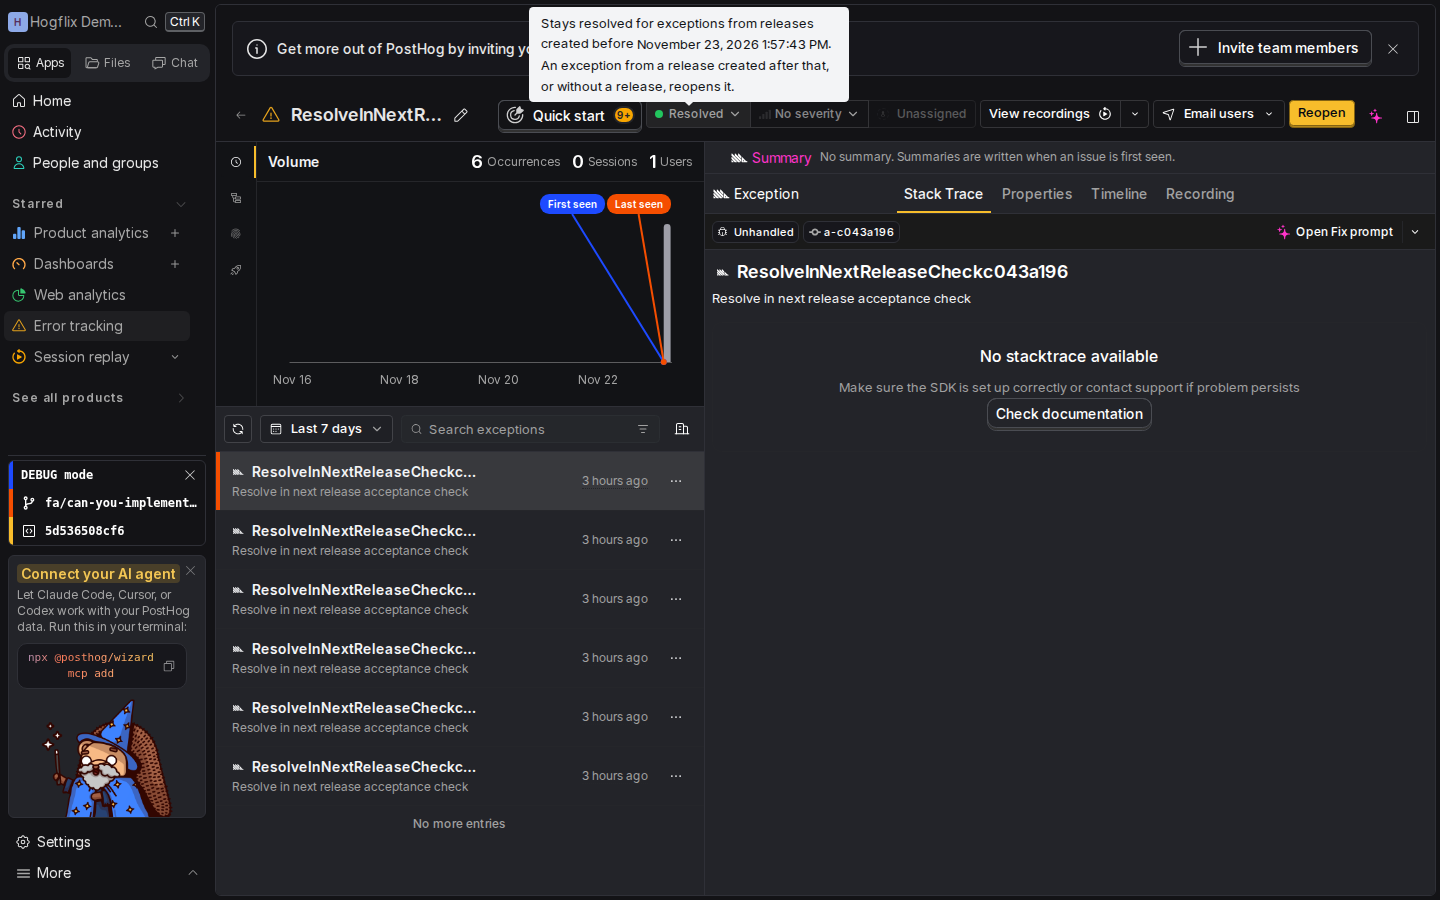 H Hogflix Dem... Ctrl K
Apps Files Chat
Home
Activity
People and groups
Starred
Product analytics
Dashboards
Web analytics
Error tracking
Session replay
See all products
DEBUG mode
fa/can-you-implement…
5d536508cf6
Connect your AI agent
Let Claude Code, Cursor, or
Codex work with your PostHog
data. Run this in your terminal:
npx @posthog/wizard
mcp add
Settings
More
Get more out of PostHog by inviting yo
Invite team members
Stays resolved for exceptions from releases
created before November 23, 2026 1:57:43 PM.
An exception from a release created after that,
or without a release, reopens it.
ResolveInNextR... Quick start 9+ Resolved No severity Unassigned View recordings Email users Reopen
Volume 6 Occurrences 0 Sessions 1 Users
First seen Last seen
Nov 16 Nov 18 Nov 20 Nov 22
Last 7 days Search exceptions
ResolveInNextReleaseCheckc...
Resolve in next release acceptance check
3 hours ago
ResolveInNextReleaseCheckc...
Resolve in next release acceptance check
3 hours ago
ResolveInNextReleaseCheckc...
Resolve in next release acceptance check
3 hours ago
ResolveInNextReleaseCheckc...
Resolve in next release acceptance check
3 hours ago
ResolveInNextReleaseCheckc...
Resolve in next release acceptance check
3 hours ago
ResolveInNextReleaseCheckc...
Resolve in next release acceptance check
3 hours ago
No more entries
Summary No summary. Summaries are written when an issue is first seen.
Exception Stack Trace Properties Timeline Recording
Unhandled a-c043a196 Open Fix prompt
ResolveInNextReleaseCheckc043a196
Resolve in next release acceptance check
No stacktrace available
Make sure the SDK is set up correctly or contact support if problem persists
Check documentation